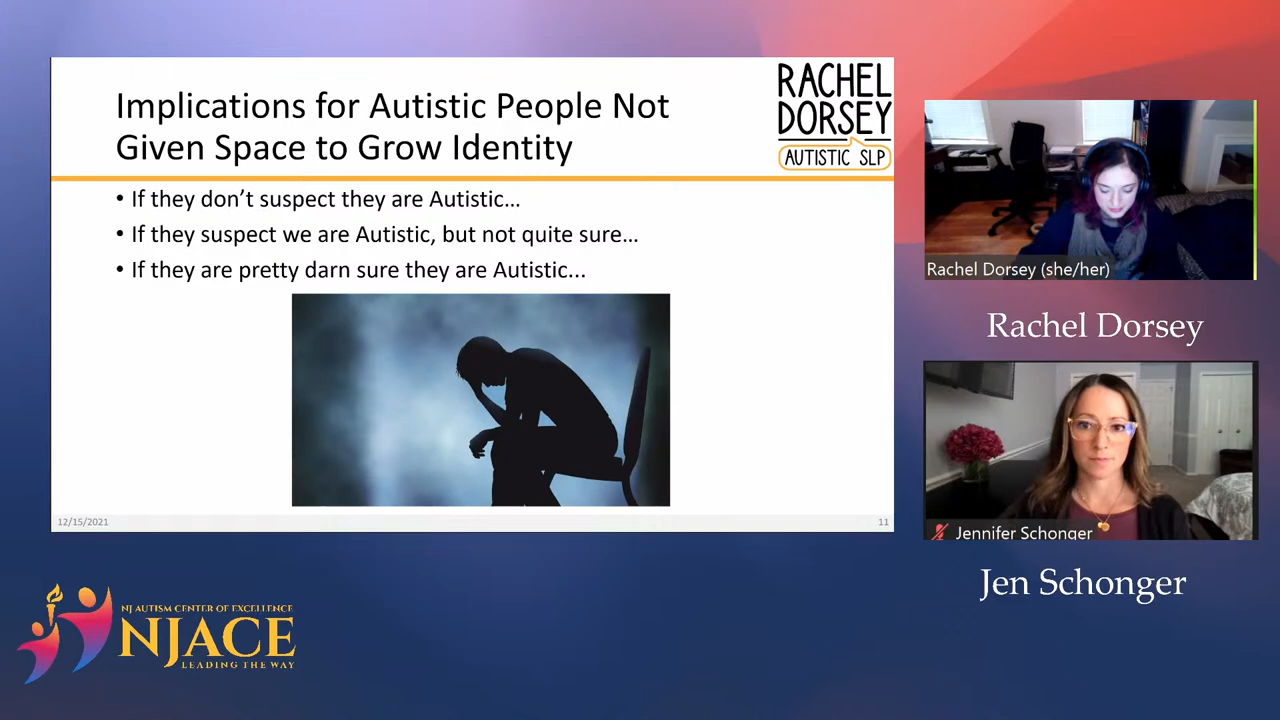 Implications for Autistic People Not
Given Space to Grow Identity
RACHEL
DORSEY
AUTISTIC SLP
• If they don’t suspect they are Autistic…
• If they suspect we are Autistic, but not quite sure…
• If they are pretty darn sure they are Autistic...
12/15/2021
11
Rachel Dorsey (she/her)
Rachel Dorsey
Jennifer Schonger
Jen Schonger
NJ AUTISM CENTER OF EXCELLENCE
NJACE
LEADING THE WAY